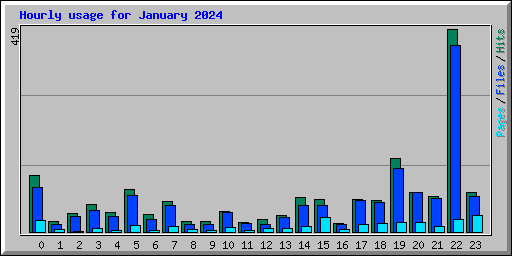 Hourly usage for January 2024
419
Pages/Files/Hits
0 1 2 3 4 5 6 7 8 9 10 11 12 13 14 15 16 17 18 19 20 21 22 23